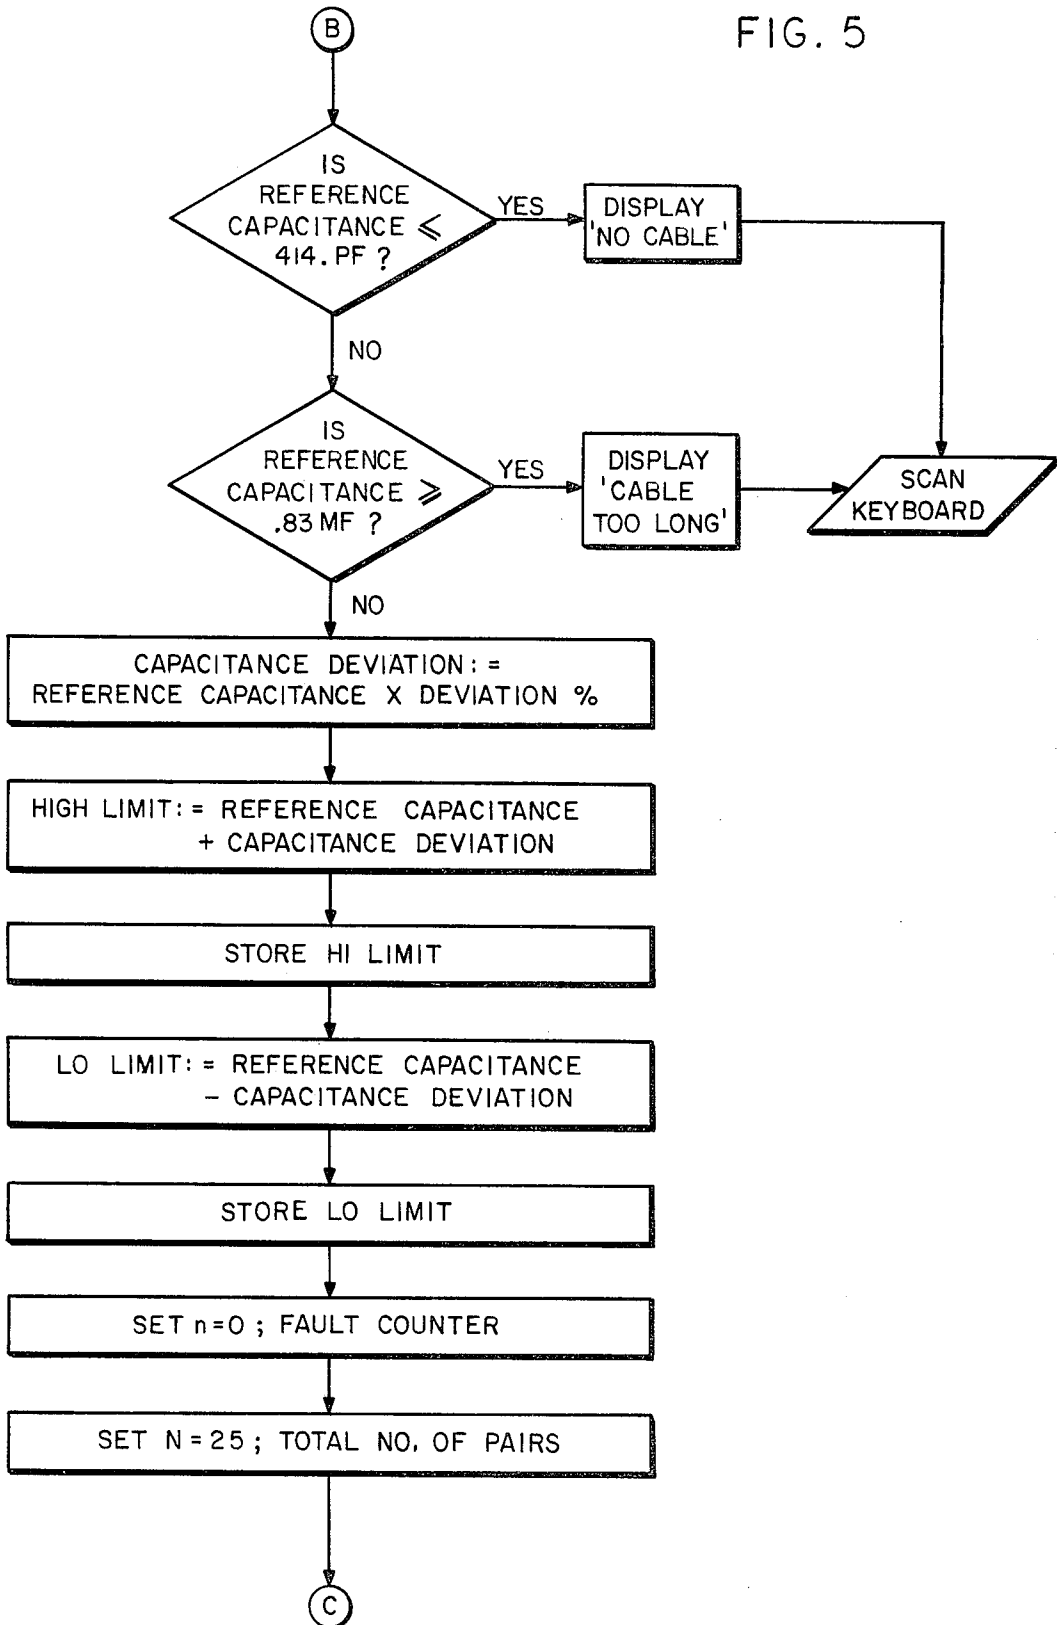 B
FIG. 5
IS
REFERENCE
CAPACITANCE ≤
414. PF ?
YES
DISPLAY
'NO CABLE'
NO
IS
REFERENCE
CAPACITANCE ≥
.83 MF ?
YES
DISPLAY
'CABLE
TOO LONG'
SCAN
KEYBOARD
NO
CAPACITANCE DEVIATION: =
REFERENCE CAPACITANCE X DEVIATION %
HIGH LIMIT: = REFERENCE CAPACITANCE
+ CAPACITANCE DEVIATION
STORE HI LIMIT
LO LIMIT: = REFERENCE CAPACITANCE
- CAPACITANCE DEVIATION
STORE LO LIMIT
SET n=0 ; FAULT COUNTER
SET N = 25 ; TOTAL NO. OF PAIRS
C